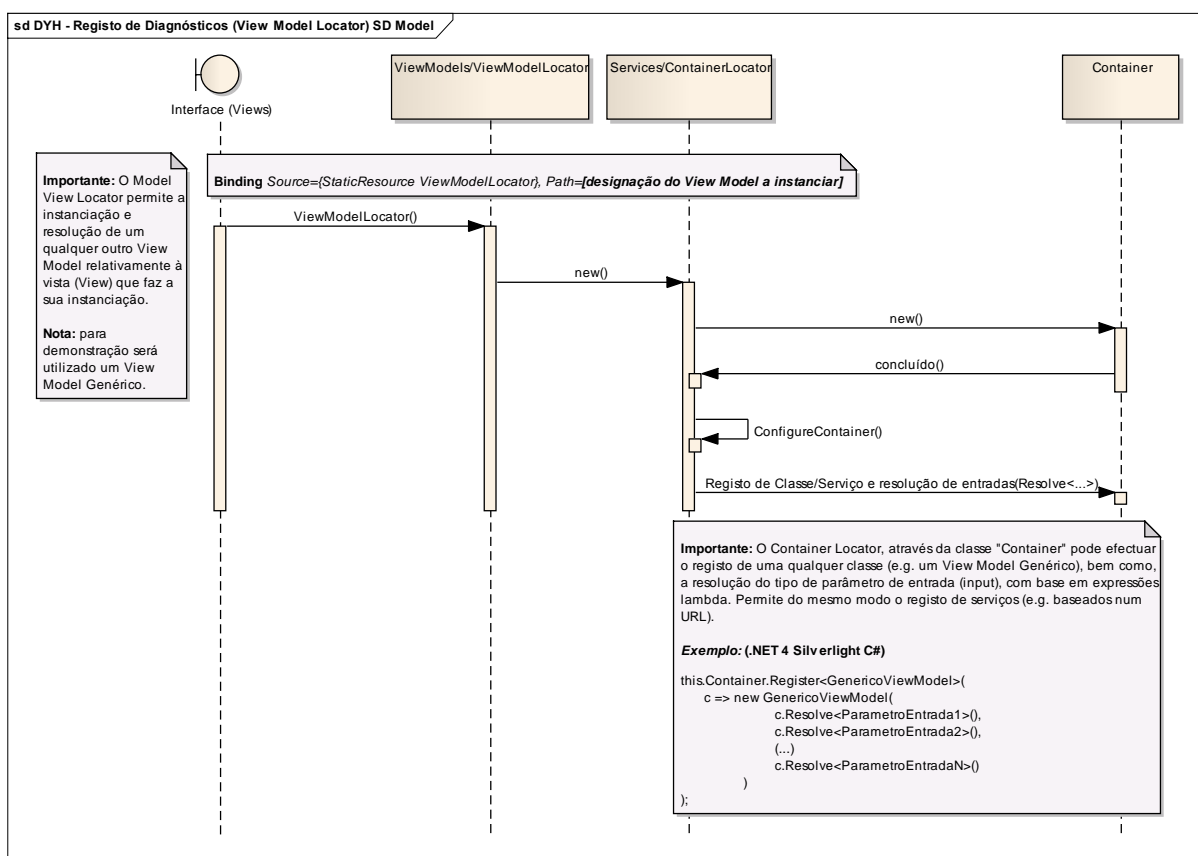 sd DYH - Registo de Diagnósticos (View Model Locator) SD Model
Interface (Views)
ViewModels/ViewModelLocator
Services/ContainerLocator
Container
Importante: O Model
View Locator permite a
instanciação e
resolução de um
qualquer outro View
Model relativamente à
vista (View) que faz a
sua instanciação.
Nota: para
demonstração será
utilizado um View
Model Genérico.
Binding Source={StaticResource ViewModelLocator}, Path=[designação do View Model a instanciar]
ViewModelLocator()
new()
new()
concluído()
ConfigureContainer()
Registo de Classe/Serviço e resolução de entradas(Resolve<...>)
Importante: O Container Locator, através da classe "Container" pode efectuar
o registo de uma qualquer classe (e.g. um View Model Genérico), bem como,
a resolução do tipo de parâmetro de entrada (input), com base em expressões
lambda. Permite do mesmo modo o registo de serviços (e.g. baseados num
URL).
Exemplo: (.NET 4 Silverlight C#)
this.Container.Register<GenericoViewModel>(
c => new GenericoViewModel(
c.Resolve<ParametroEntrada1>(),
c.Resolve<ParametroEntrada2>(),
(...)
c.Resolve<ParametroEntradaN>()
)
);